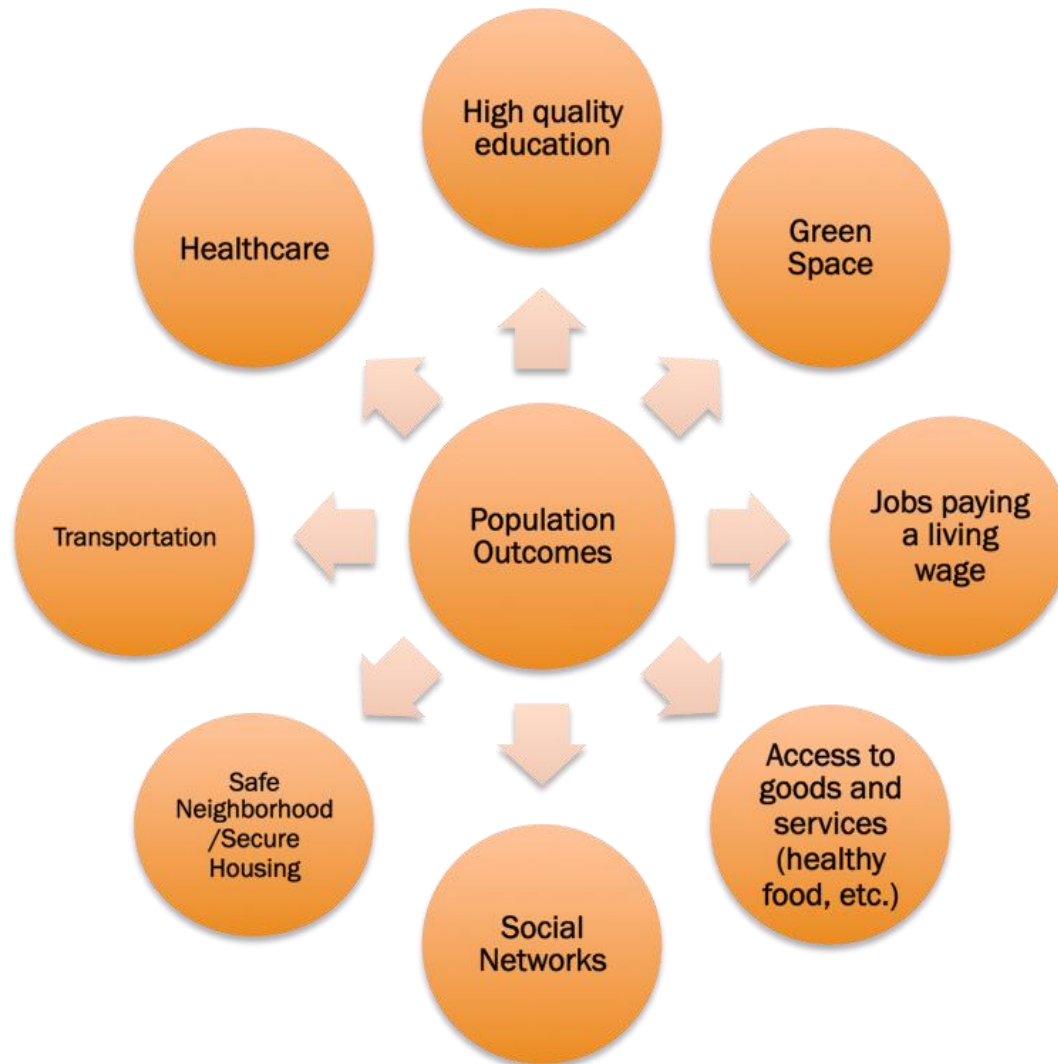 High quality
education
Green
Space
Jobs paying
a living
wage
Access to
goods and
services
(healthy
food, etc.)
Social
Networks
Safe
Neighborhood
/Secure
Housing
Transportation
Healthcare
Population
Outcomes